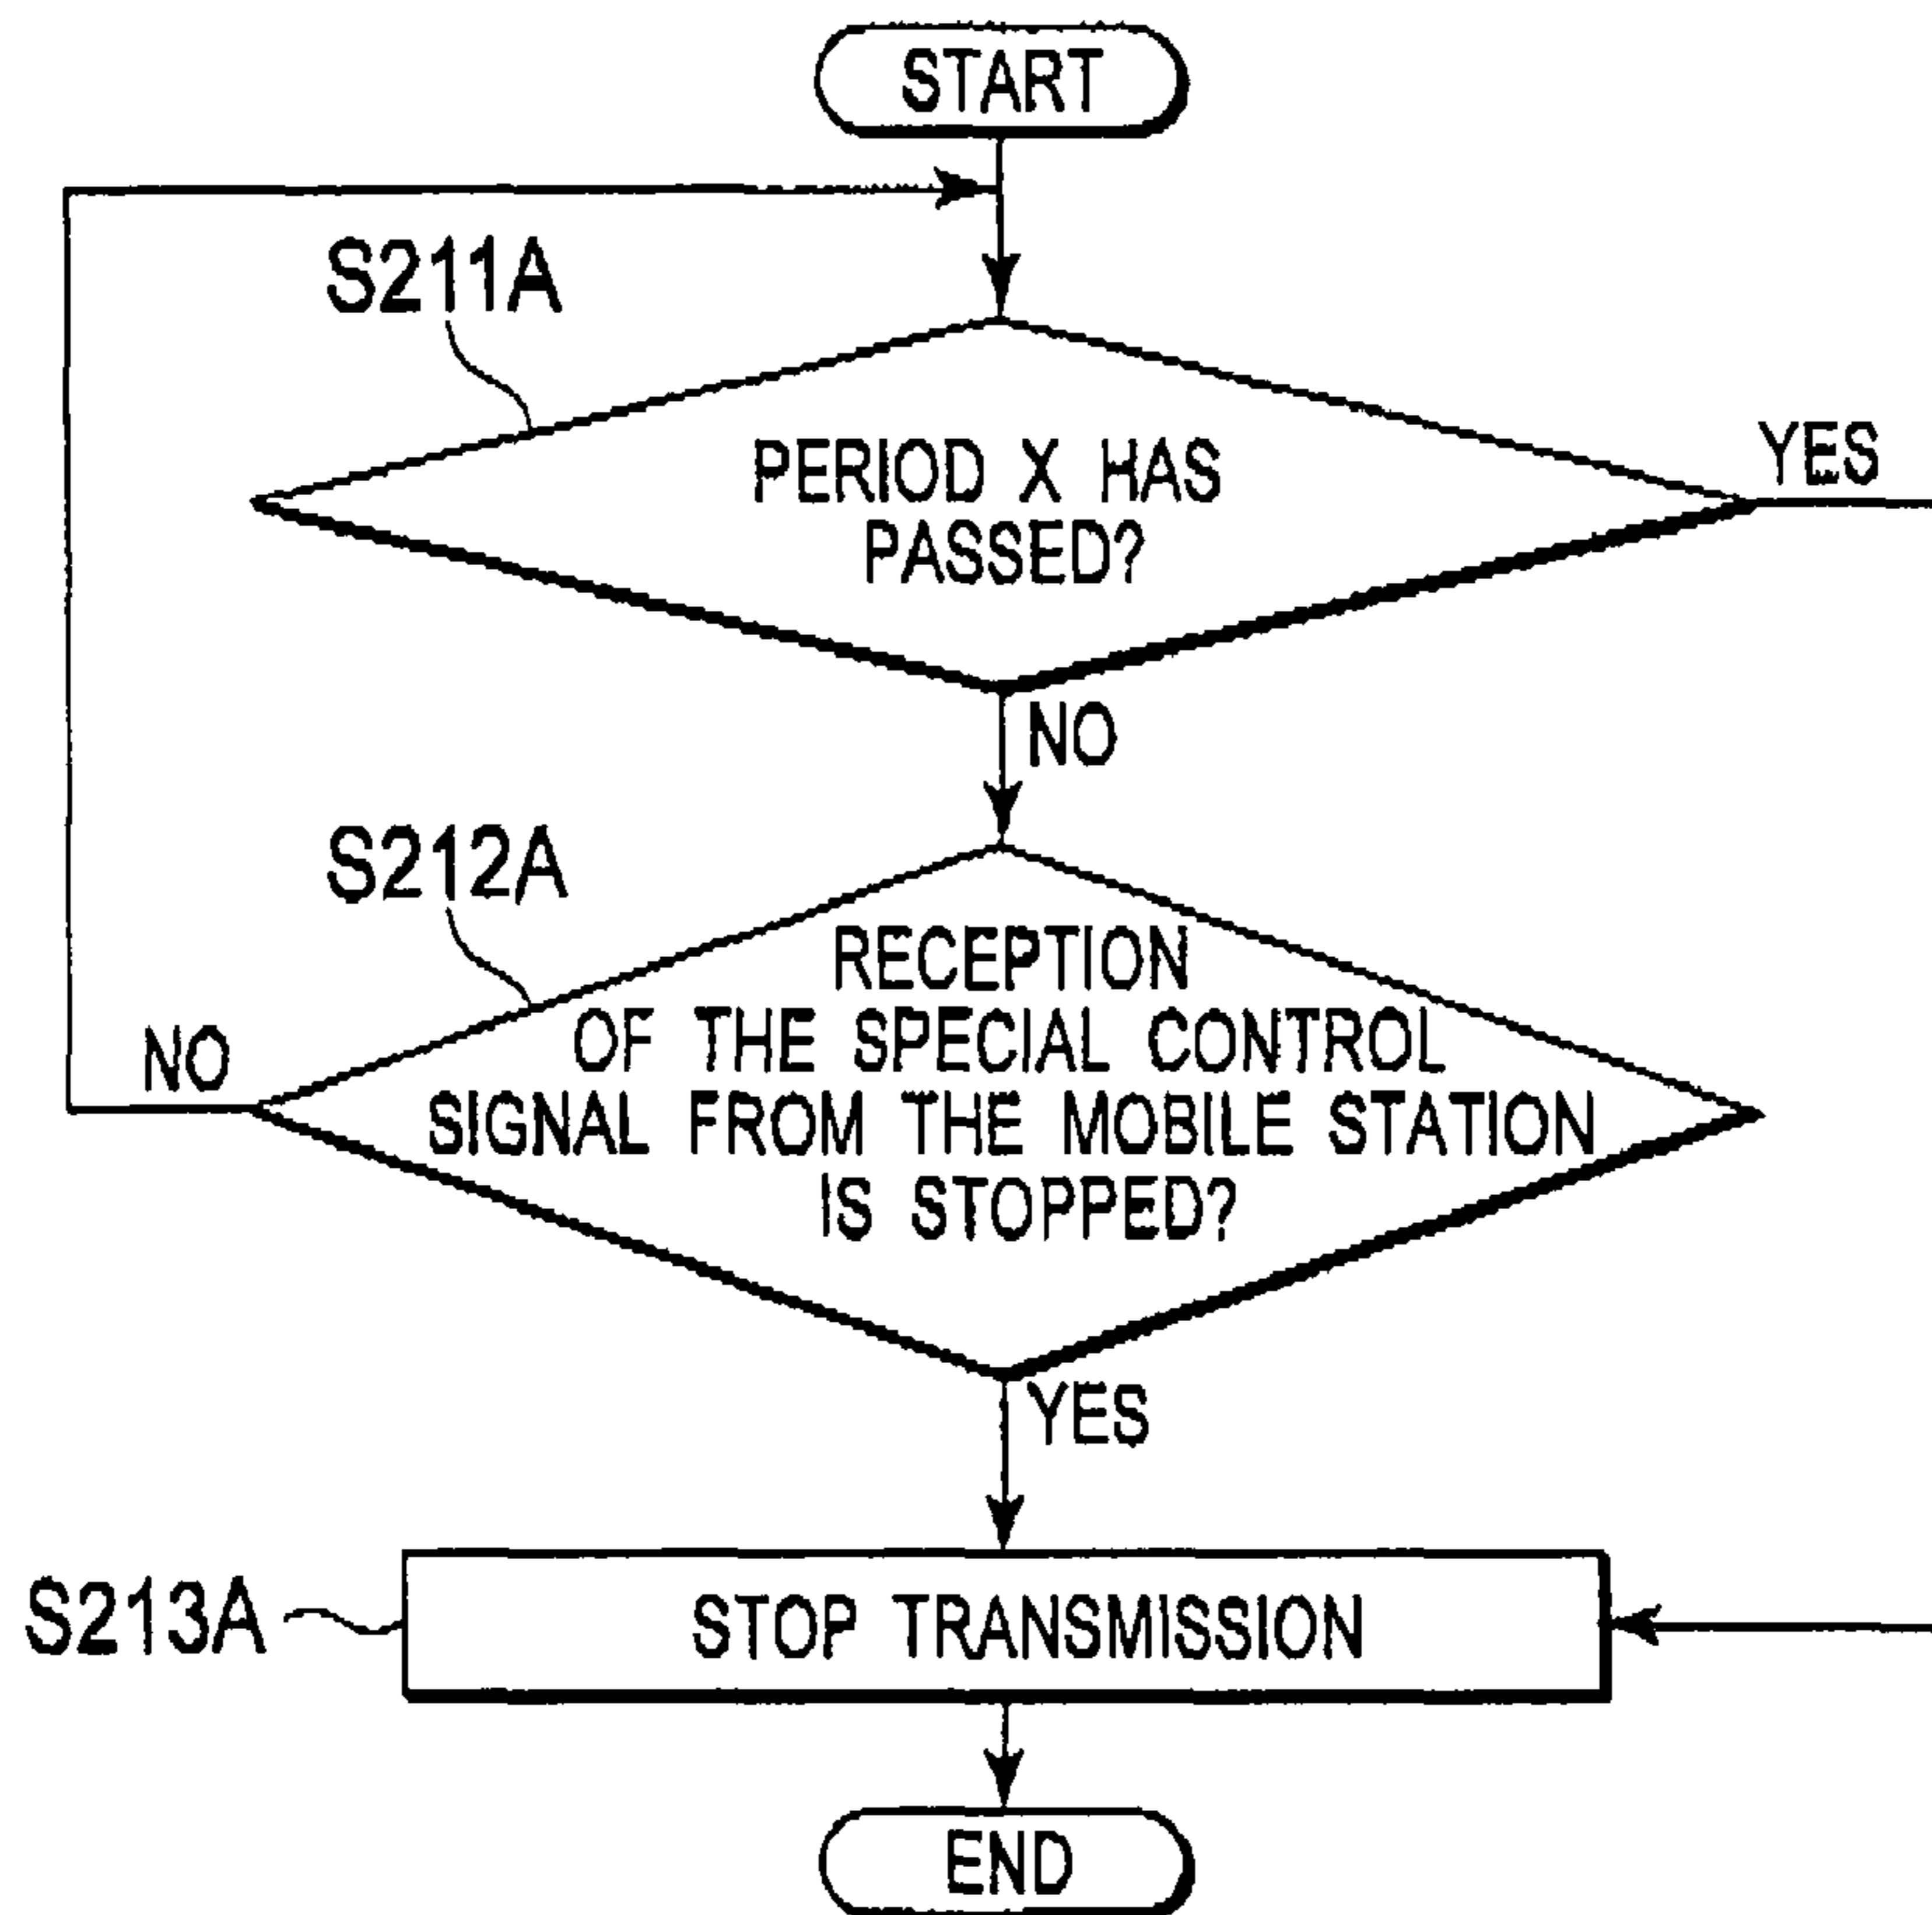 START
S211A
PERIOD X HAS
PASSED?
YES
NO
S212A
RECEPTION
OF THE SPECIAL CONTROL
SIGNAL FROM THE MOBILE STATION
IS STOPPED?
NO
YES
S213A
STOP TRANSMISSION
END